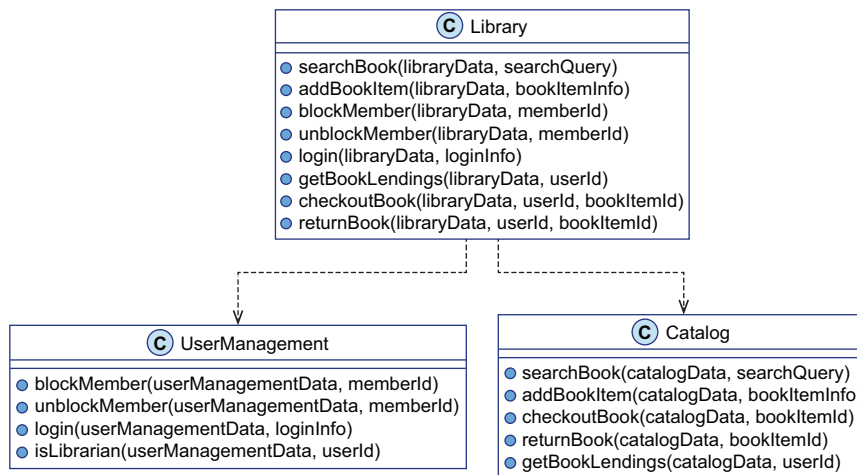 C Library
searchBook(libraryData, searchQuery)
addBookItem(libraryData, bookItemInfo)
blockMember(libraryData, memberId)
unblockMember(libraryData, memberId)
login(libraryData, loginInfo)
getBookLendings(libraryData, userId)
checkoutBook(libraryData, userId, bookItemId)
returnBook(libraryData, userId, bookItemId)
C UserManagement
blockMember(userManagementData, memberId)
unblockMember(userManagementData, memberId)
login(userManagementData, loginInfo)
isLibrarian(userManagementData, userId)
C Catalog
searchBook(catalogData, searchQuery)
addBookItem(catalogData, bookItemInfo
checkoutBook(catalogData, bookItemId)
returnBook(catalogData, bookItemId)
getBookLendings(catalogData, userId)